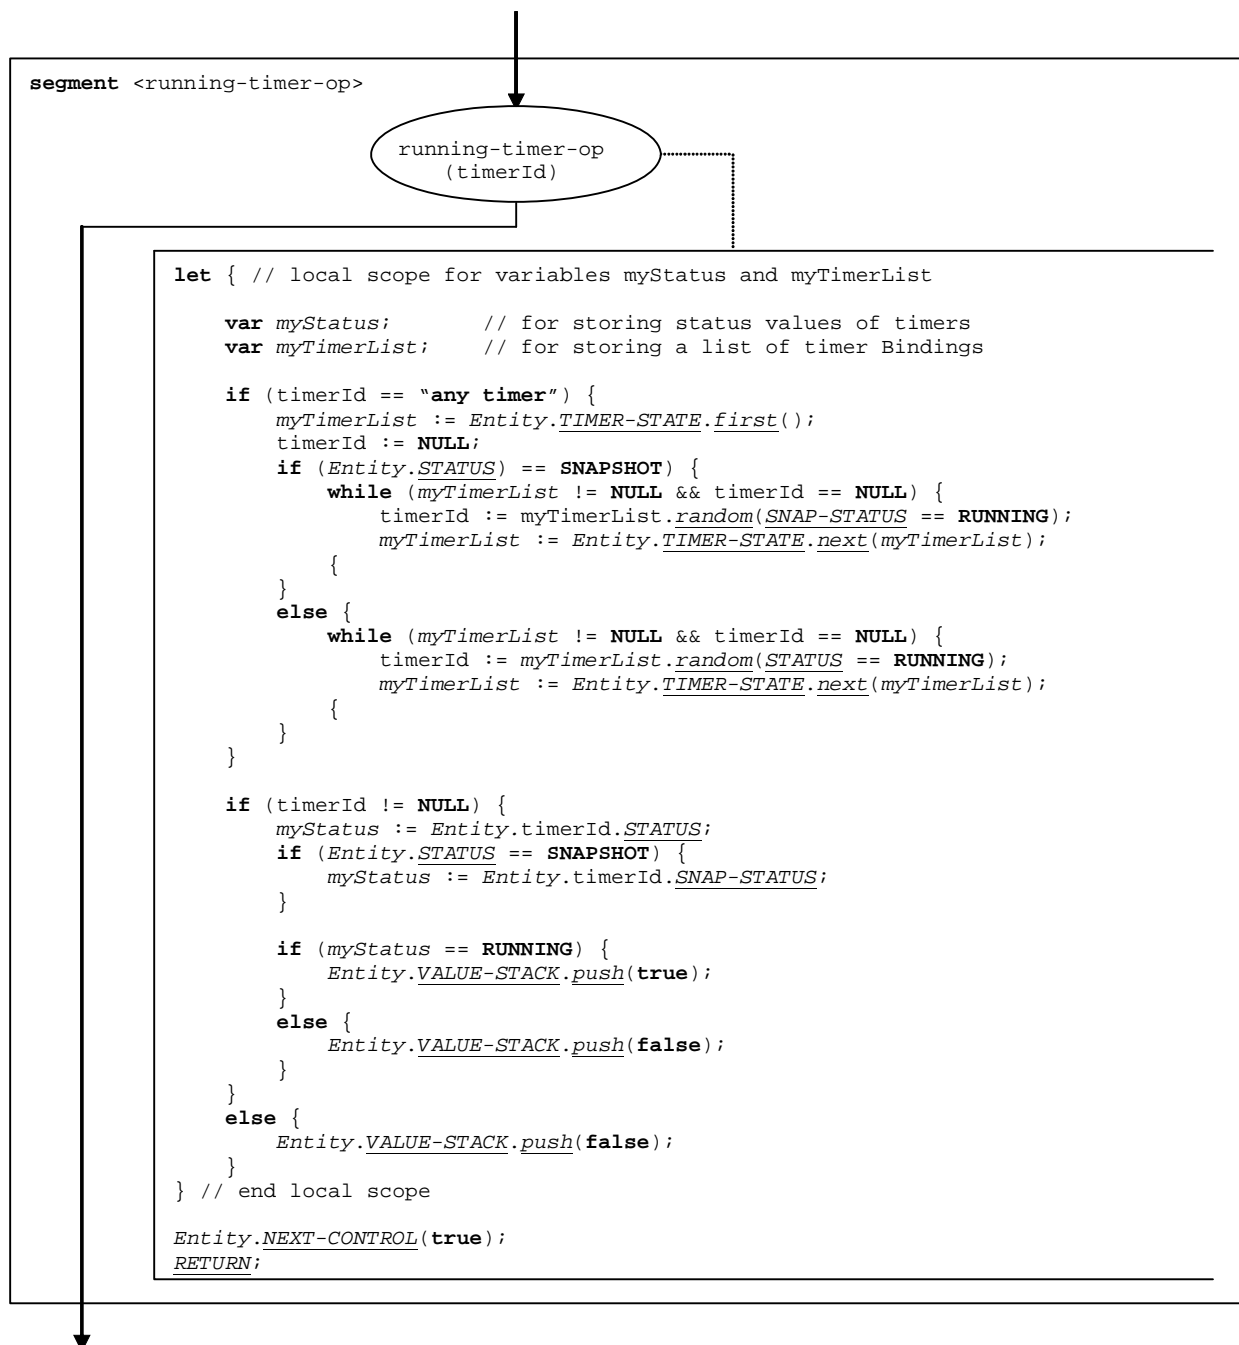 segment <running-timer-op>
running-timer-op
(timerId)
let { // local scope for variables myStatus and myTimerList
var myStatus; // for storing status values of timers
var myTimerList; // for storing a list of timer Bindings
if (timerId == “any timer”) {
myTimerList := Entity.TIMER-STATE.first();
timerId := NULL;
if (Entity.STATUS) == SNAPSHOT) {
while (myTimerList != NULL && timerId == NULL) {
timerId := myTimerList.random(SNAP-STATUS == RUNNING);
myTimerList := Entity.TIMER-STATE.next(myTimerList);
{
}
else {
while (myTimerList != NULL && timerId == NULL) {
timerId := myTimerList.random(STATUS == RUNNING);
myTimerList := Entity.TIMER-STATE.next(myTimerList);
{
}
}
if (timerId != NULL) {
myStatus := Entity.timerId.STATUS;
if (Entity.STATUS == SNAPSHOT) {
myStatus := Entity.timerId.SNAP-STATUS;
}
if (myStatus == RUNNING) {
Entity.VALUE-STACK.push(true);
}
else {
Entity.VALUE-STACK.push(false);
}
}
else {
Entity.VALUE-STACK.push(false);
}
} // end local scope
Entity.NEXT-CONTROL(true);
RETURN;